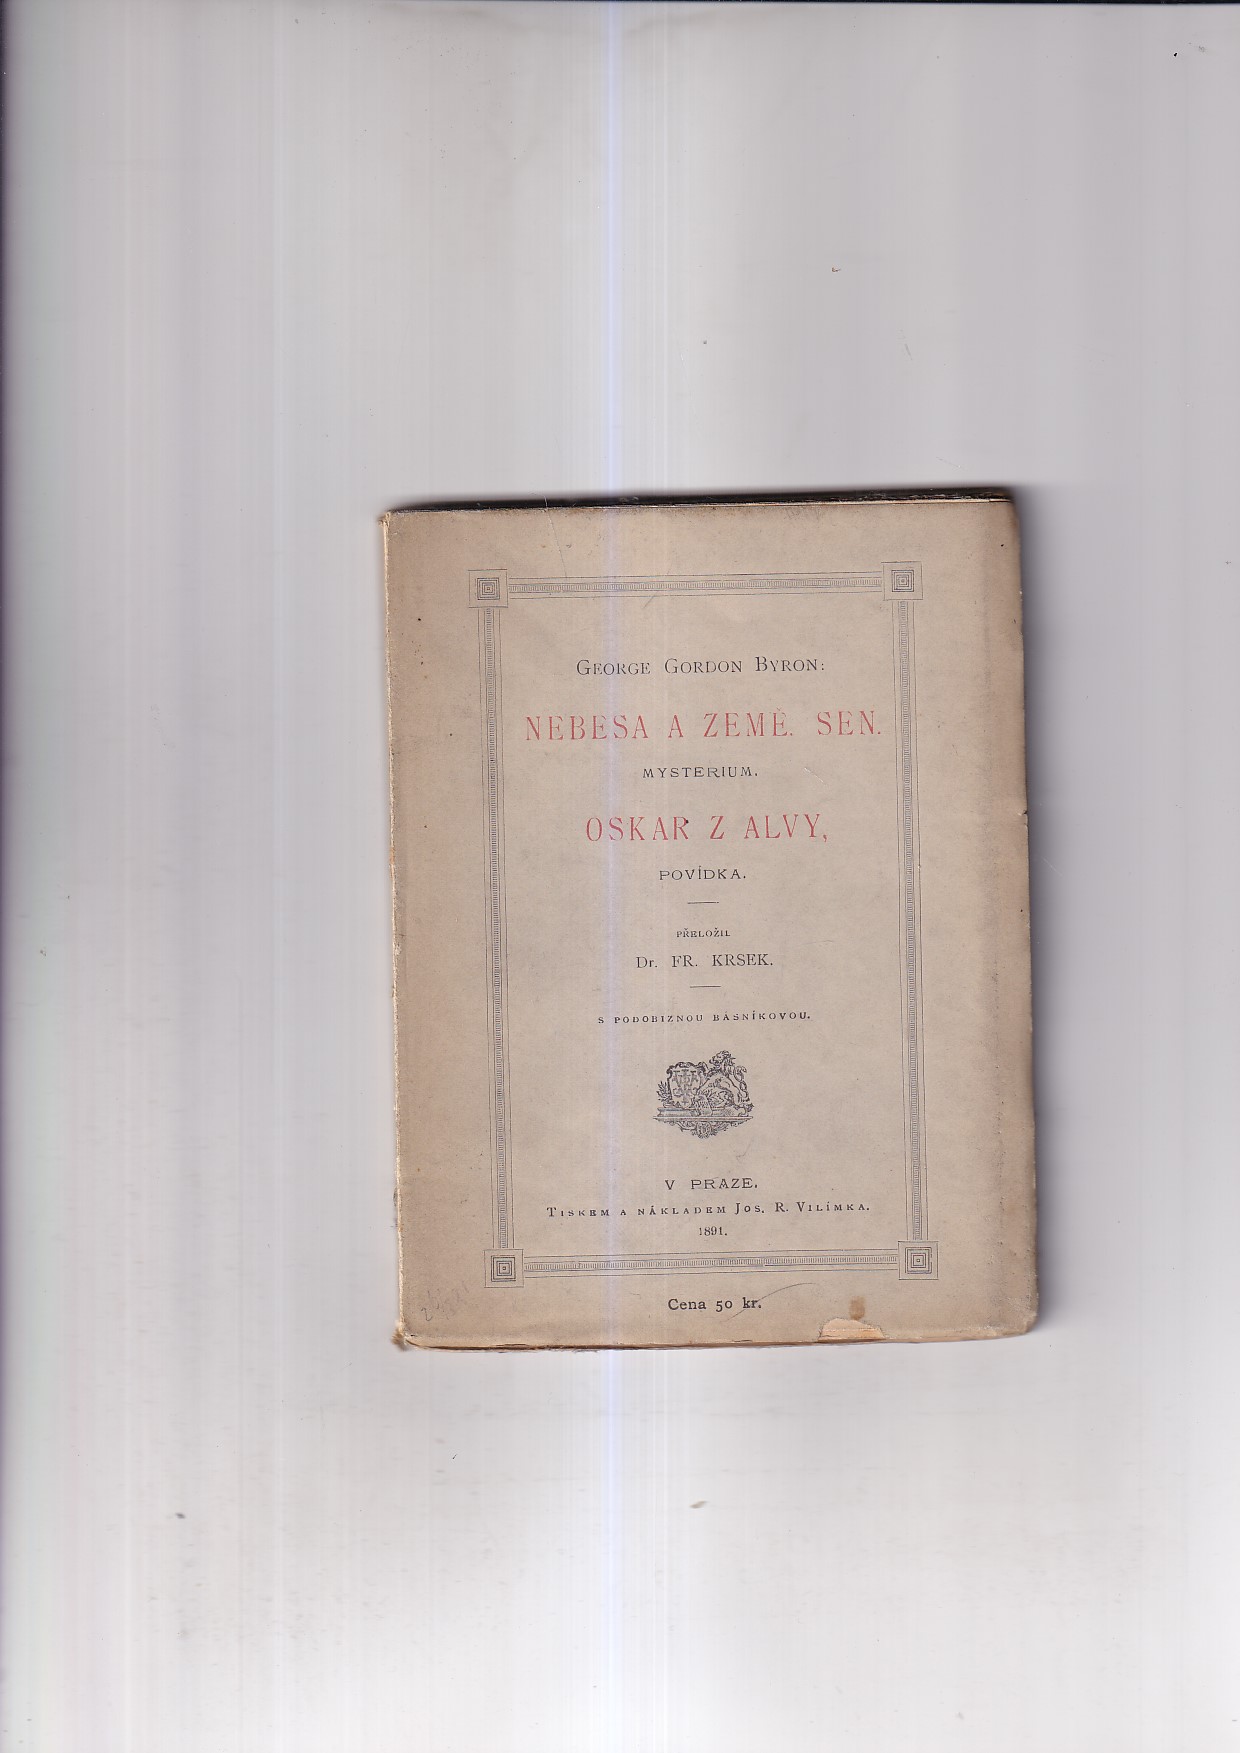 George Gordon Byron:
NEBESA A ZEMĚ. SEN.
MYSTERIUM.
OSKAR Z ALVY,
POVÍDKA.
PŘELOŽIL
Dr. FR. KRSEK.
S PODOBIZNOU BÁSNÍKOVOU.
V PRAZE.
Tiskem a nákladem Jos. R. Vilímka.
1891.
Cena 50 kr.